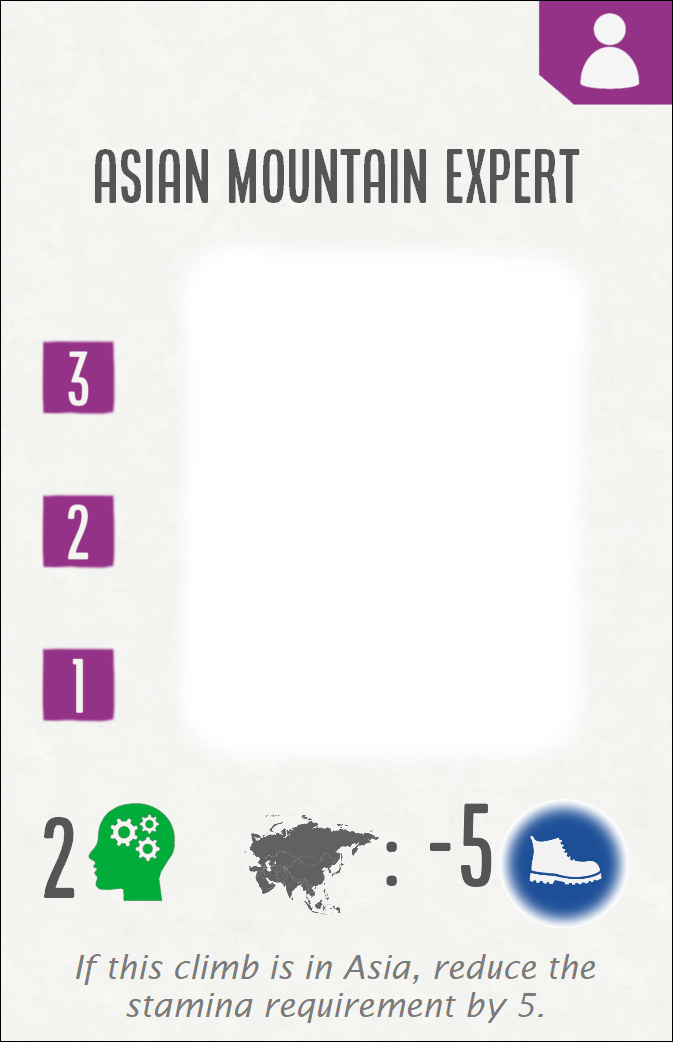 ASIAN MOUNTAIN EXPERT
3
2
1
2 : -5
If this climb is in Asia, reduce the
stamina requirement by 5.